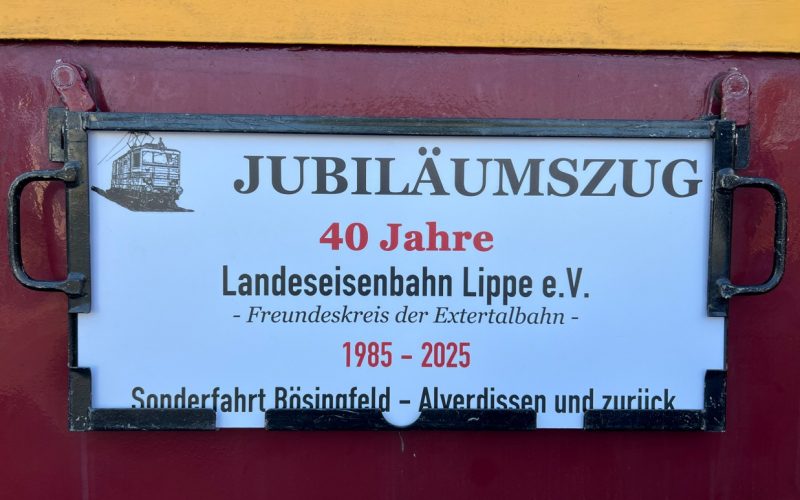 JUBILÄUMSZUG
40 Jahre
Landeseisenbahn Lippe e.V.
- Freundeskreis der Extertalbahn -
1985 - 2025
Sonderfahrt Bösingfeld - Alverdissen und zurück